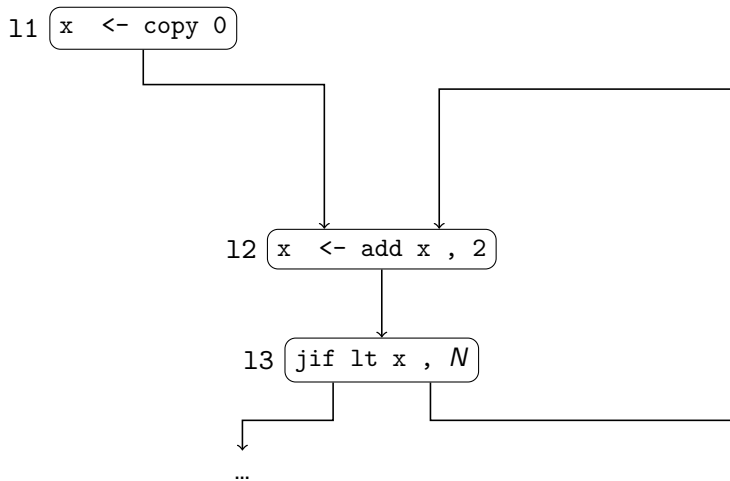 l1 x <- copy 0
l2 x <- add x , 2
l3 jif lt x , N
…